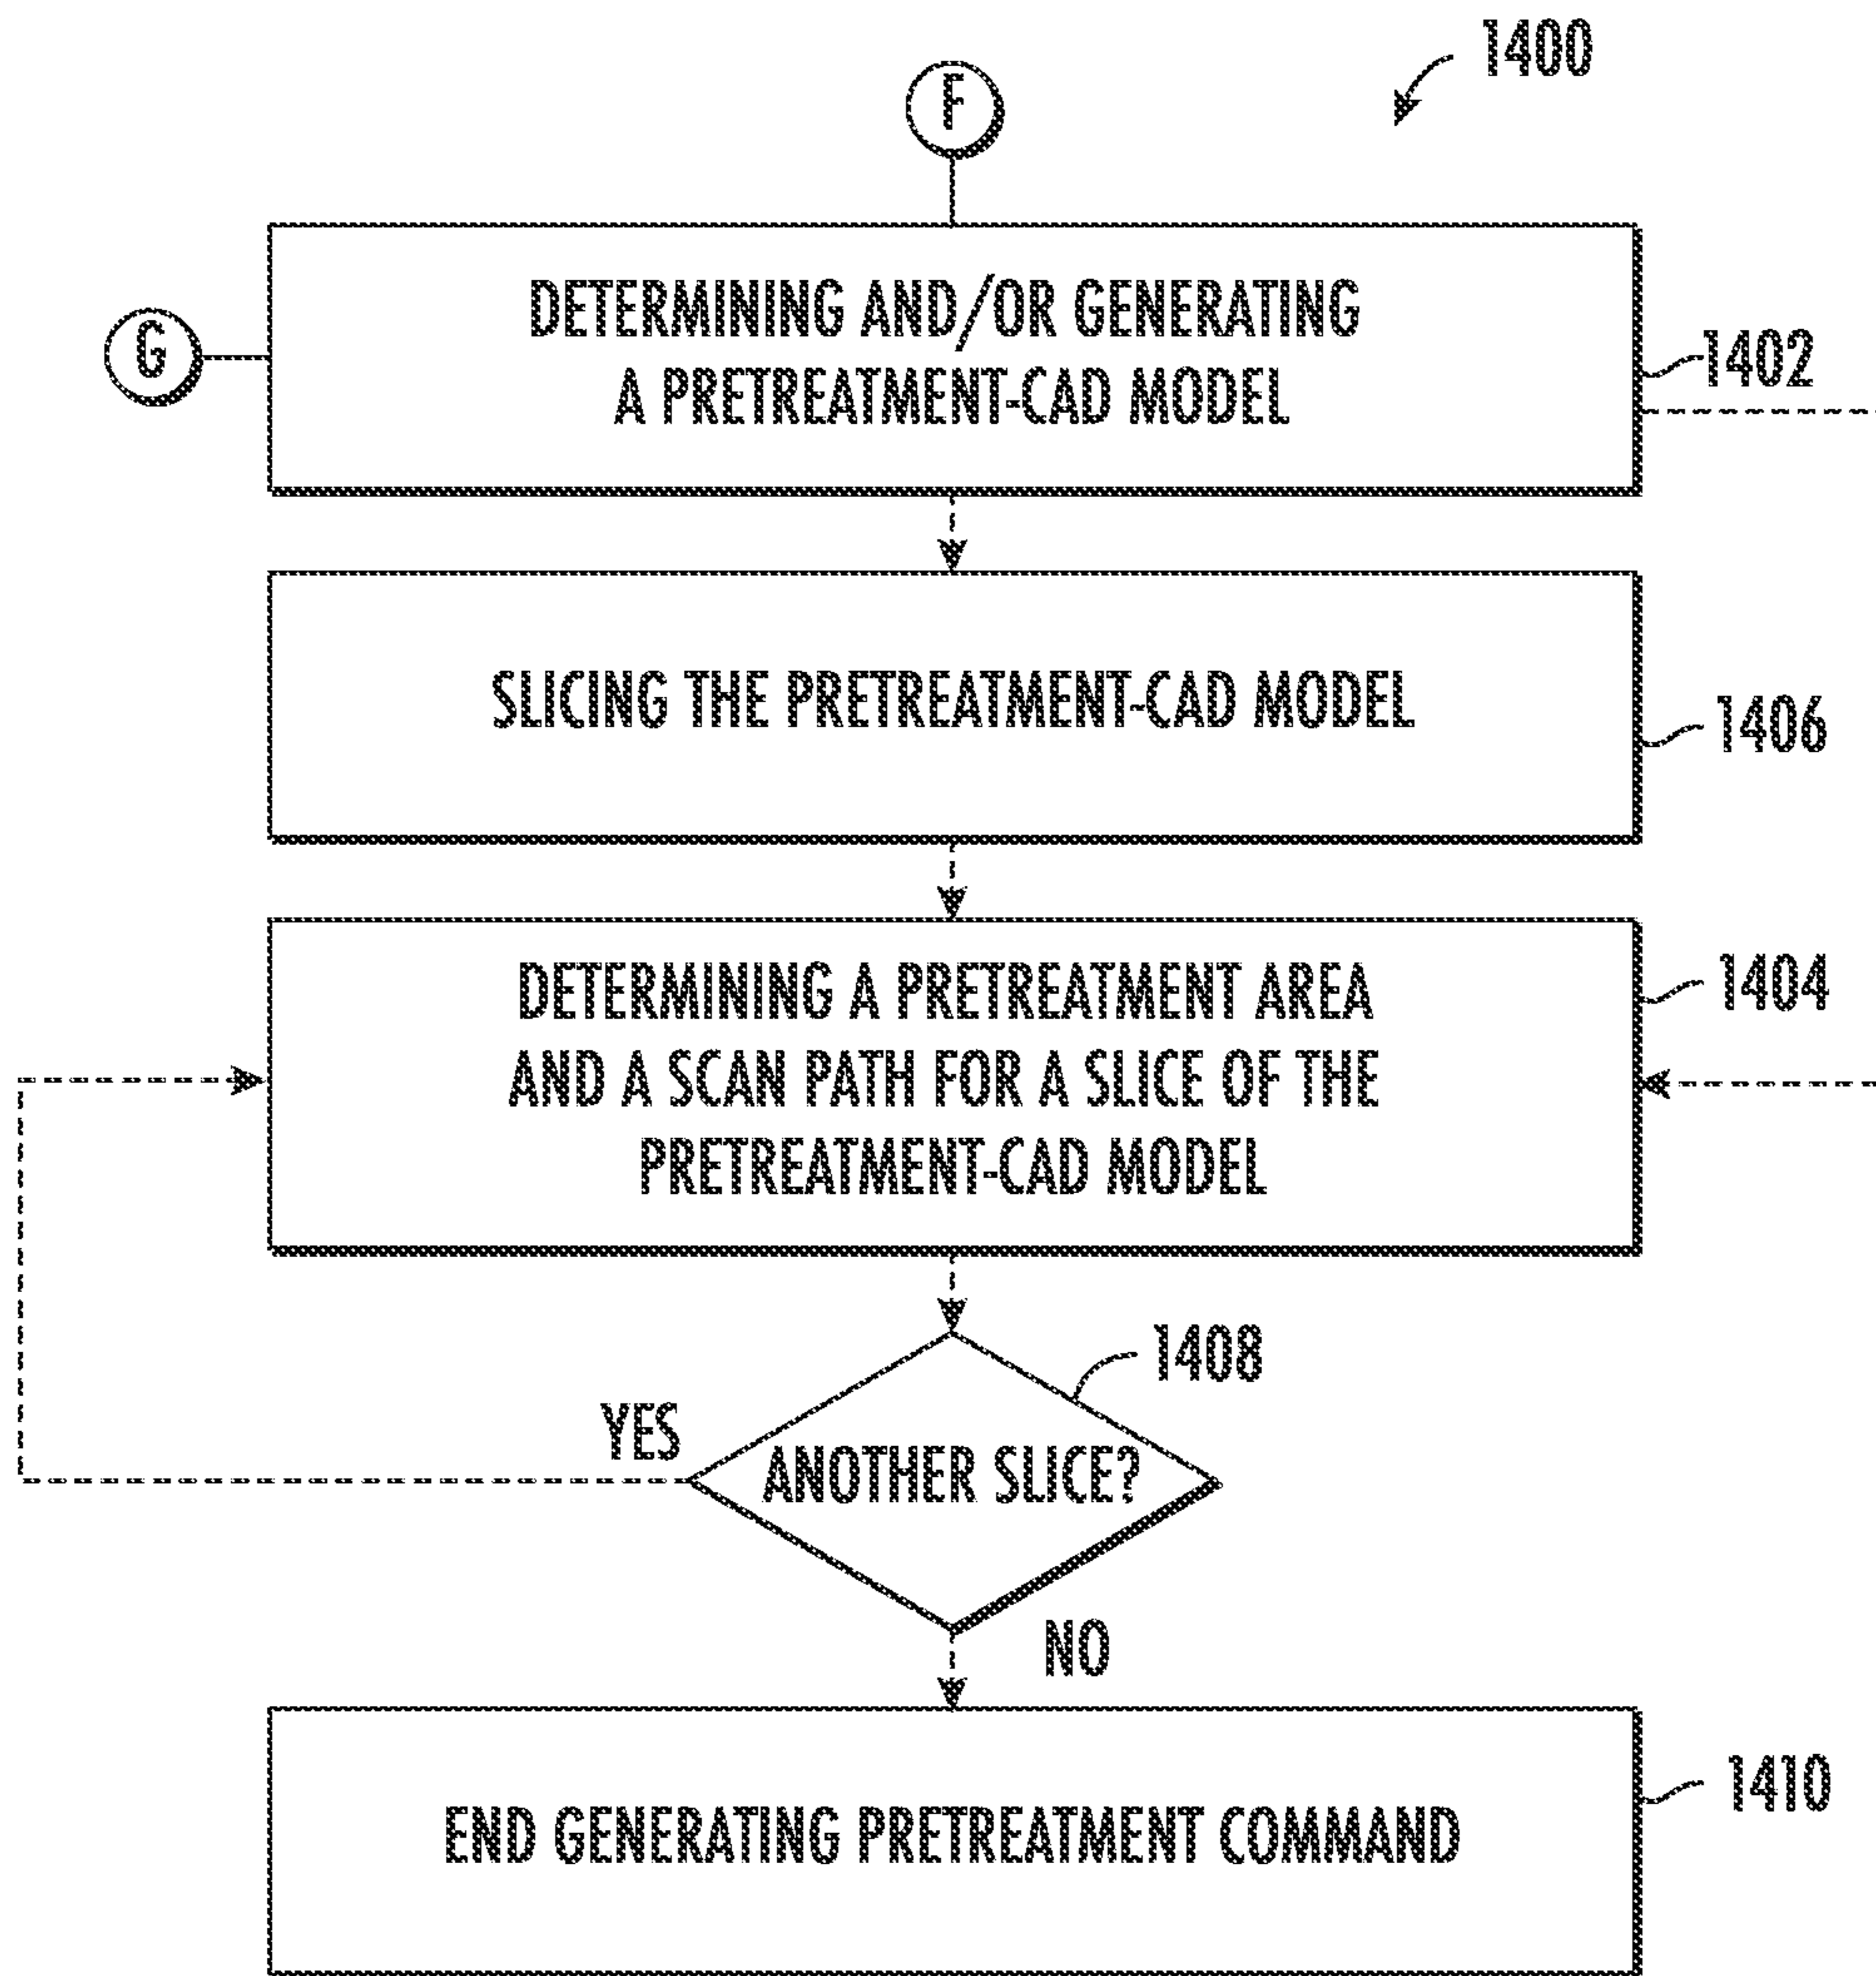 1400
F
DETERMINING AND/OR GENERATING
A PRETREATMENT-CAD MODEL
G
1402
SLICING THE PRETREATMENT-CAD MODEL
1406
DETERMINING A PRETREATMENT AREA
AND A SCAN PATH FOR A SLICE OF THE
PRETREATMENT-CAD MODEL
1404
1408
YES
ANOTHER SLICE?
NO
END GENERATING PRETREATMENT COMMAND
1410